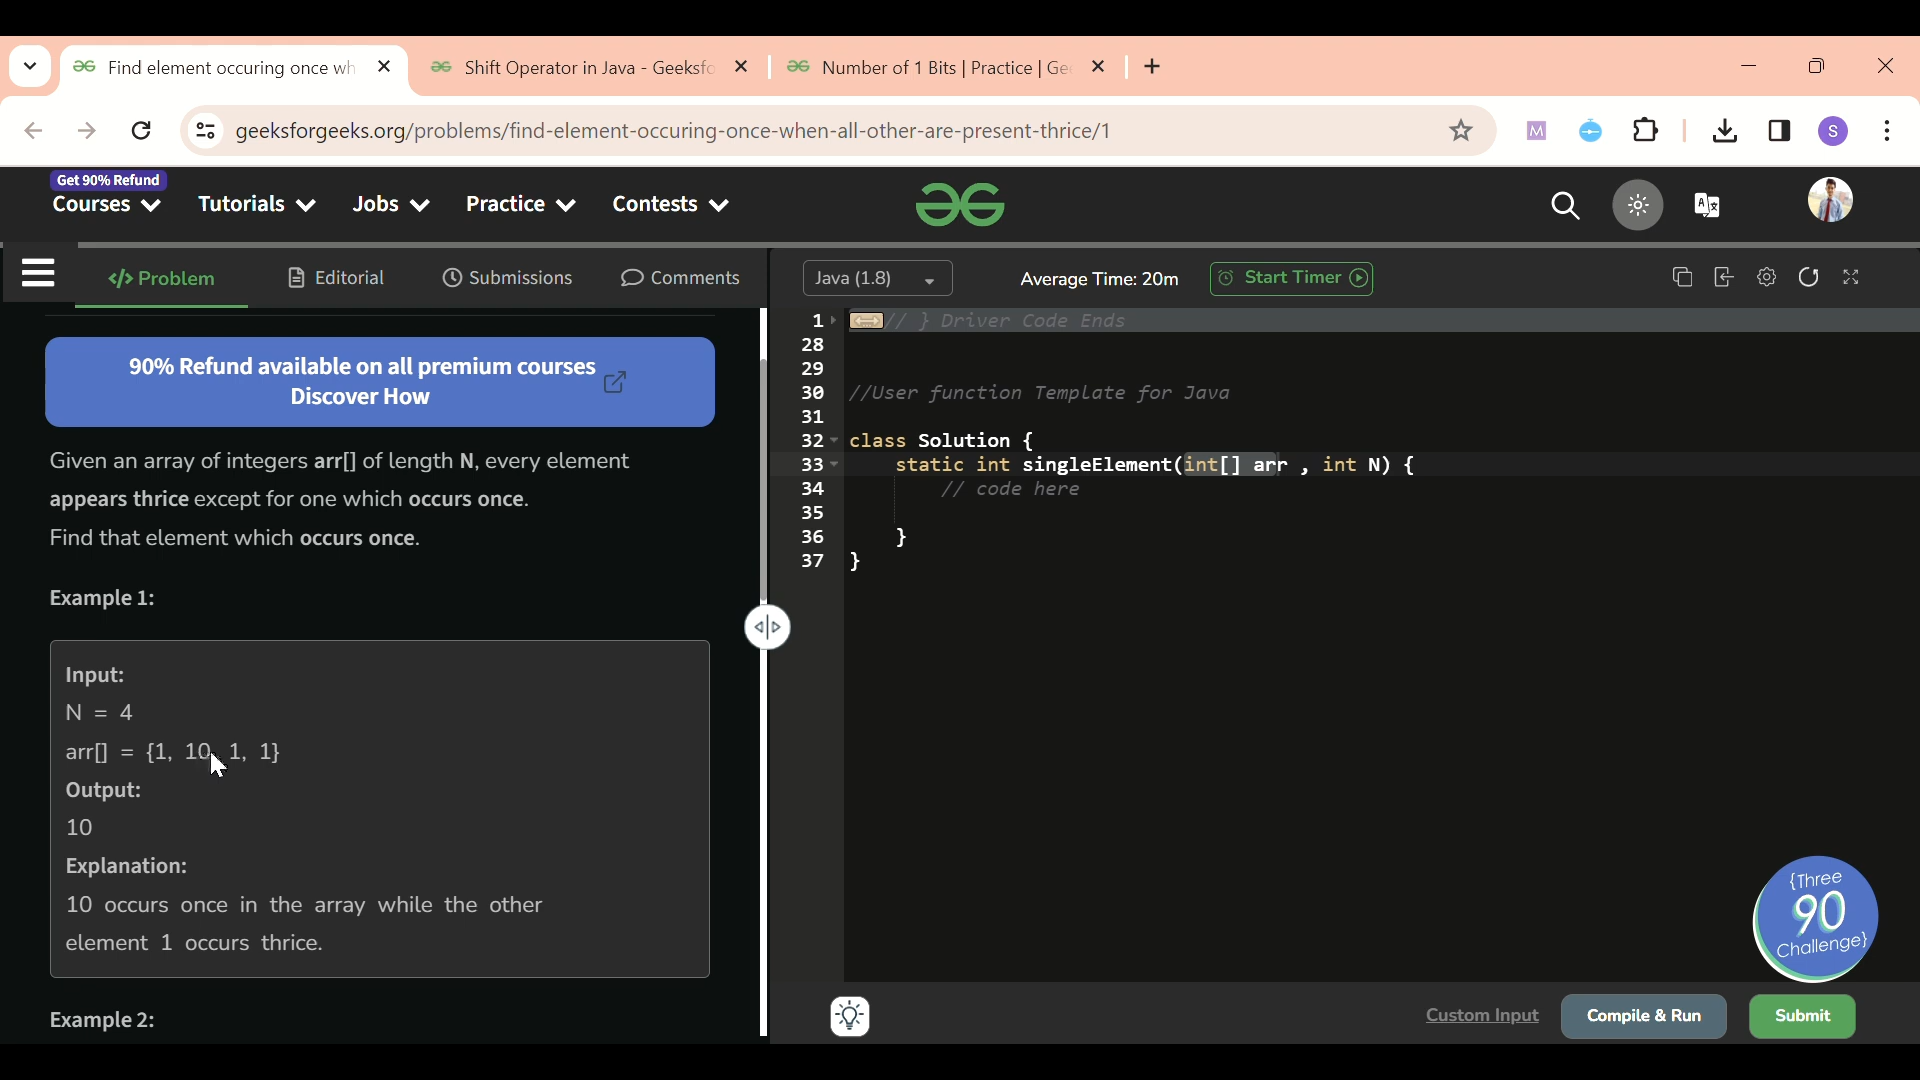 Find element occuring once wh
Shift Operator in Java - Geeksfo
Number of 1 Bits | Practice | Gee
geeksforgeeks.org/problems/find-element-occuring-once-when-all-other-are-present-thrice/1
M
S
Get 90% Refund
Courses
Tutorials
Jobs
Practice
Contests
</> Problem
Editorial
Submissions
Comments
Java (1.8)
Average Time: 20m
Start Timer
90% Refund available on all premium courses
Discover How
Given an array of integers arr[] of length N, every element
appears thrice except for one which occurs once.
Find that element which occurs once.
Example 1:
Input:
N = 4
arr[] = {1, 10, 1, 1}
Output:
10
Explanation:
10 occurs once in the array while the other
element 1 occurs thrice.
Example 2:
1 // } Driver Code Ends
28
29
30 //User function Template for Java
31
32 class Solution {
33 static int singleElement(int[] arr , int N) {
34 // code here
35
36 }
37 }
{Three
90
Challenge}
Custom Input
Compile & Run
Submit